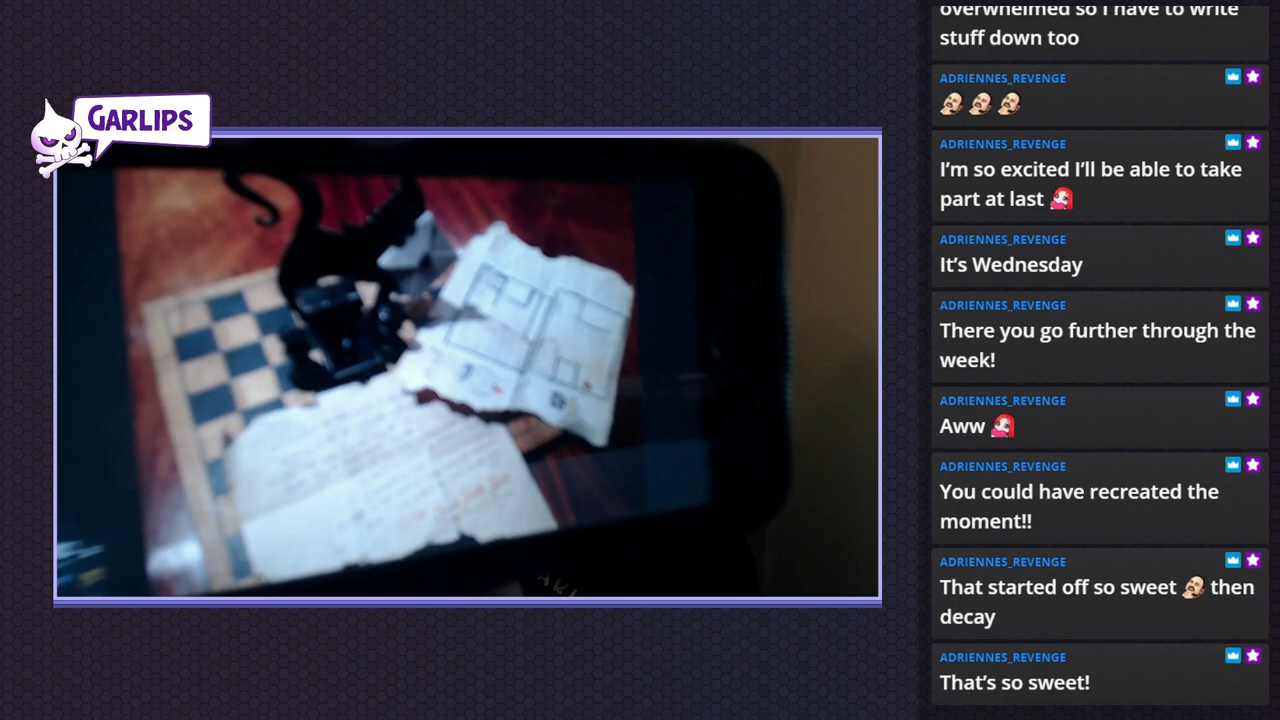 GARLIPS
overwhelmed so I have to write
stuff down too
ADRIENNES_REVENGE
ADRIENNES_REVENGE
I'm so excited I'll be able to take
part at last
ADRIENNES_REVENGE
It's Wednesday
ADRIENNES_REVENGE
There you go further through the
week!
ADRIENNES_REVENGE
Aww
ADRIENNES_REVENGE
You could have recreated the
moment!!
ADRIENNES_REVENGE
That started off so sweet then
decay
ADRIENNES_REVENGE
That's so sweet!